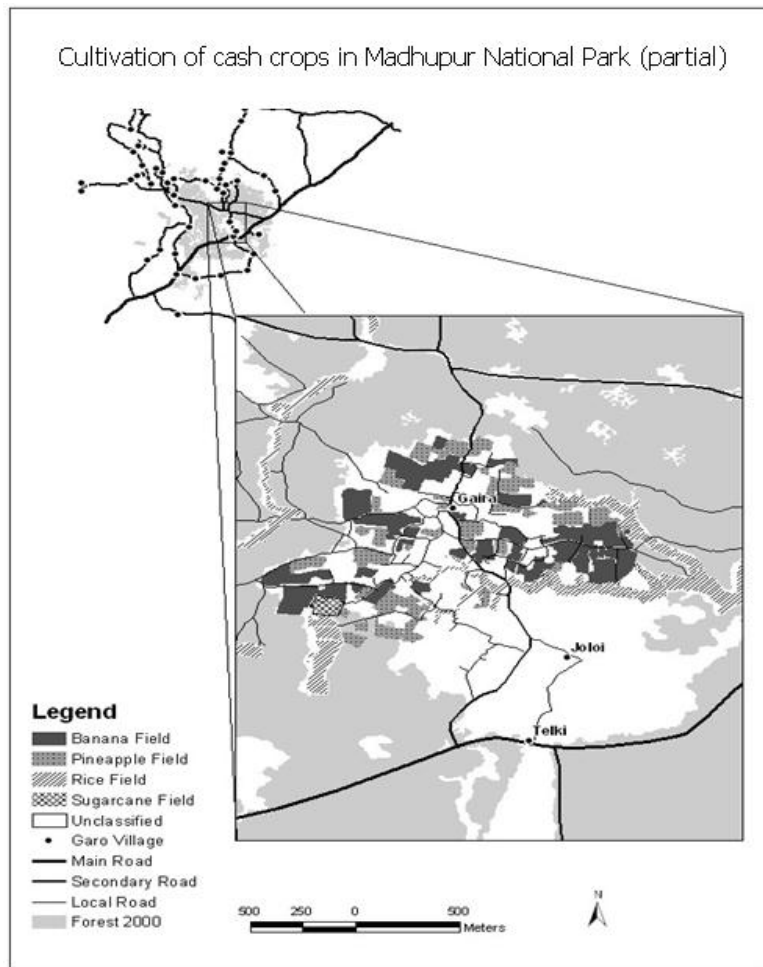 Cultivation of cash crops in Madhupur National Park (partial)
Gaira
Joloi
Telki
Legend
Banana Field
Pineapple Field
Rice Field
Sugarcane Field
Unclassified
Garo Village
Main Road
Secondary Road
Local Road
Forest 2000
500 250 0 500
Meters
N